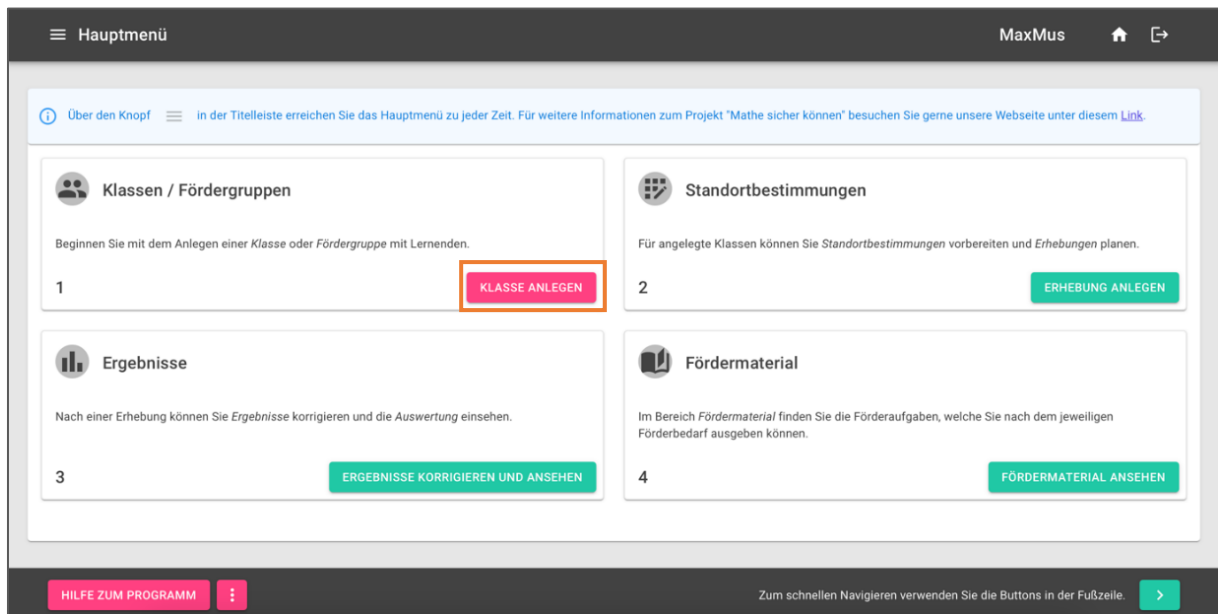 Hauptmenü
MaxMus
Über den Knopf in der Titelleiste erreichen Sie das Hauptmenü zu jeder Zeit. Für weitere Informationen zum Projekt "Mathe sicher können" besuchen Sie gerne unsere Webseite unter diesem Link.
Klassen / Fördergruppen
Beginnen Sie mit dem Anlegen einer Klasse oder Fördergruppe mit Lernenden.
1
KLASSE ANLEGEN
Standortbestimmungen
Für angelegte Klassen können Sie Standortbestimmungen vorbereiten und Erhebungen planen.
2
ERHEBUNG ANLEGEN
Ergebnisse
Nach einer Erhebung können Sie Ergebnisse korrigieren und die Auswertung einsehen.
3
ERGEBNISSE KORRIGIEREN UND ANSEHEN
Fördermaterial
Im Bereich Fördermaterial finden Sie die Förderaufgaben, welche Sie nach dem jeweiligen
Förderbedarf ausgeben können.
4
FÖRDERMATERIAL ANSEHEN
HILFE ZUM PROGRAMM
Zum schnellen Navigieren verwenden Sie die Buttons in der Fußzeile.